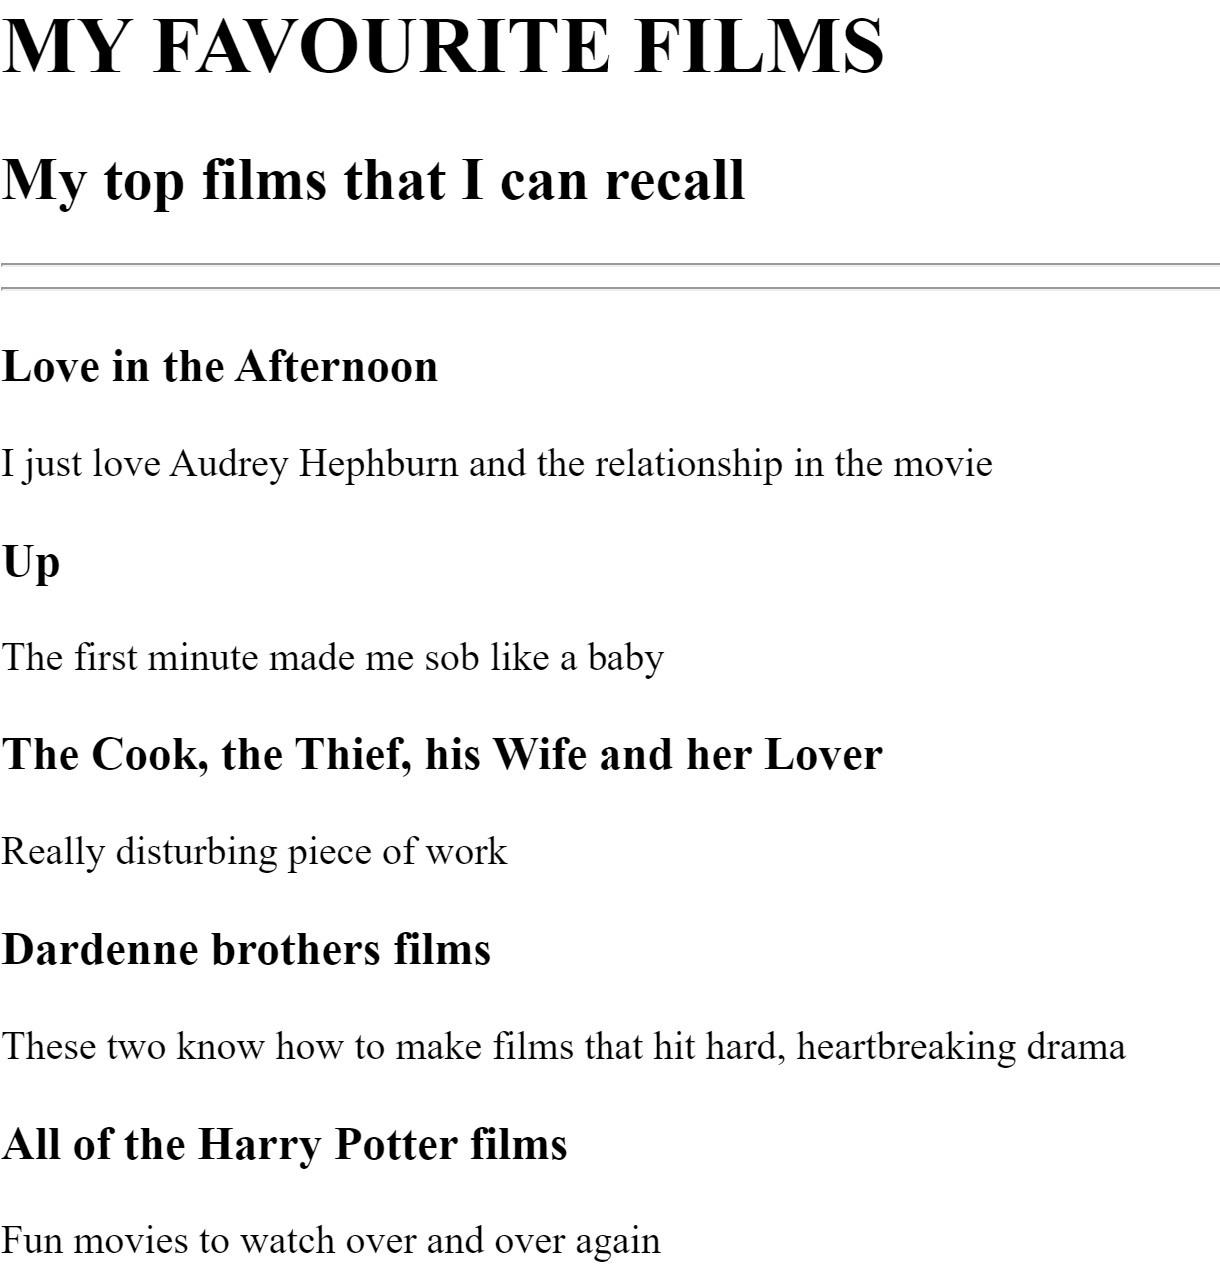 MY FAVOURITE FILMS
My top films that I can recall
Love in the Afternoon
I just love Audrey Hephburn and the relationship in the movie
Up
The first minute made me sob like a baby
The Cook, the Thief, his Wife and her Lover
Really disturbing piece of work
Dardenne brothers films
These two know how to make films that hit hard, heartbreaking drama
All of the Harry Potter films
Fun movies to watch over and over again